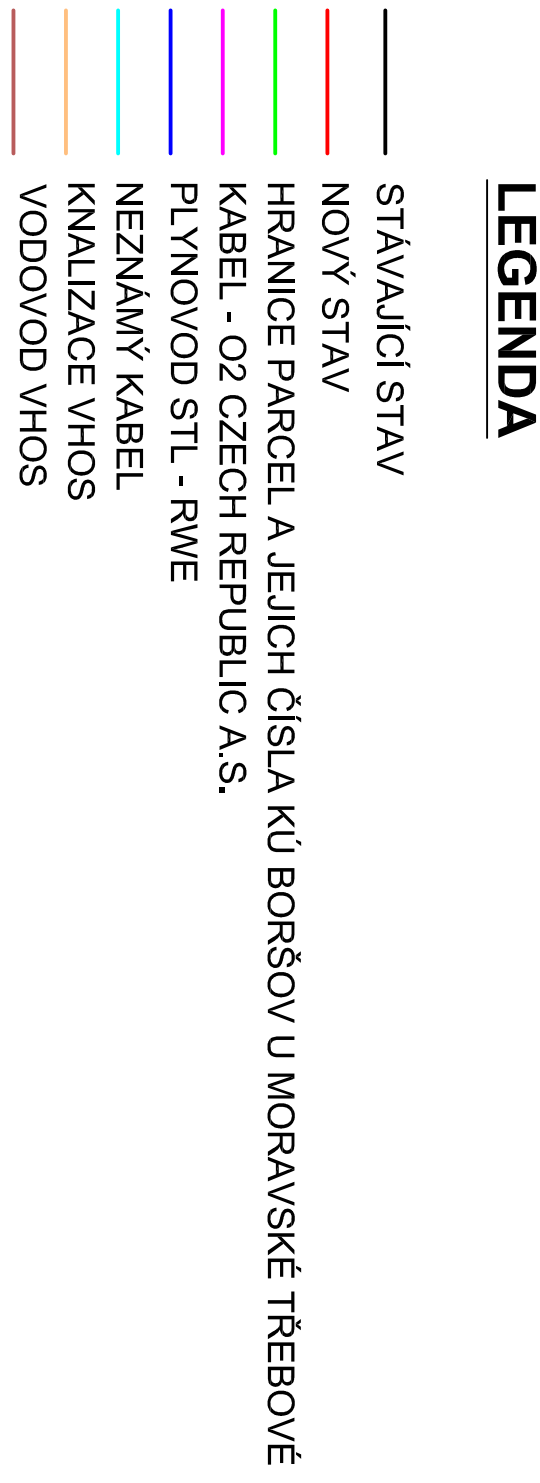 LEGENDA
STÁVAJÍCÍ STAV
NOVÝ STAV
HRANICE PARCEL A JEJICH ČÍSLA KÚ BORŠOV U MORAVSKÉ TŘEBOVÉ
KABEL - O2 CZECH REPUBLIC A.S.
PLYNOVOD STL - RWE
NEZNÁMÝ KABEL
KNALIZACE VHOS
VODOVOD VHOS